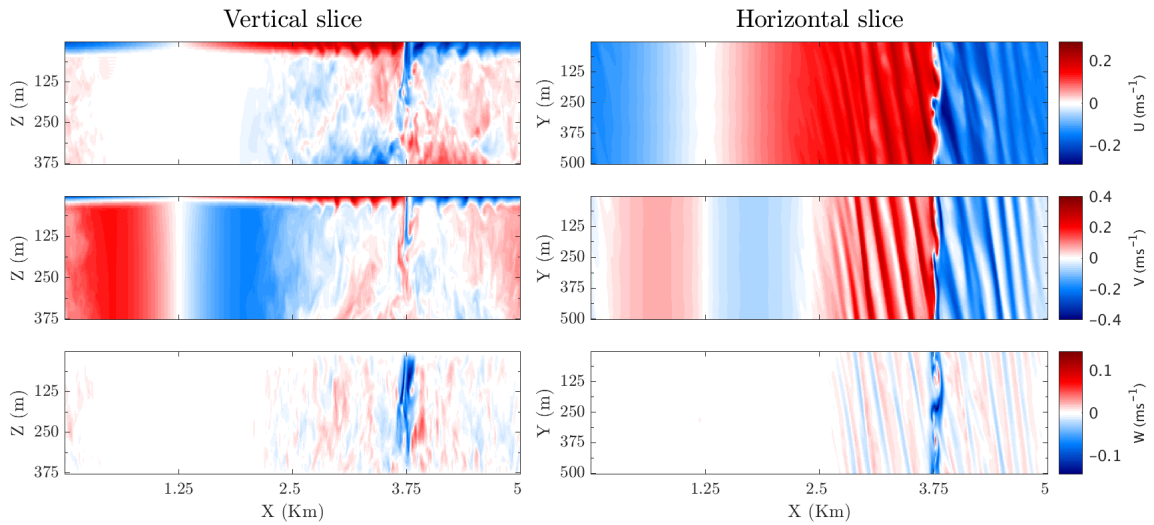 Vertical slice Horizontal slice
Z (m) 125 250 375
Y (m) 125 250 375 500
0.2 0 −0.2 U (ms−1)
Z (m) 125 250 375
Y (m) 125 250 375 500
0.4 0.2 0 −0.2 −0.4 V (ms−1)
Z (m) 125 250 375
Y (m) 125 250 375 500
0.1 0 −0.1 W (ms−1)
1.25 2.5 3.75 5 1.25 2.5 3.75 5
X (Km) X (Km)